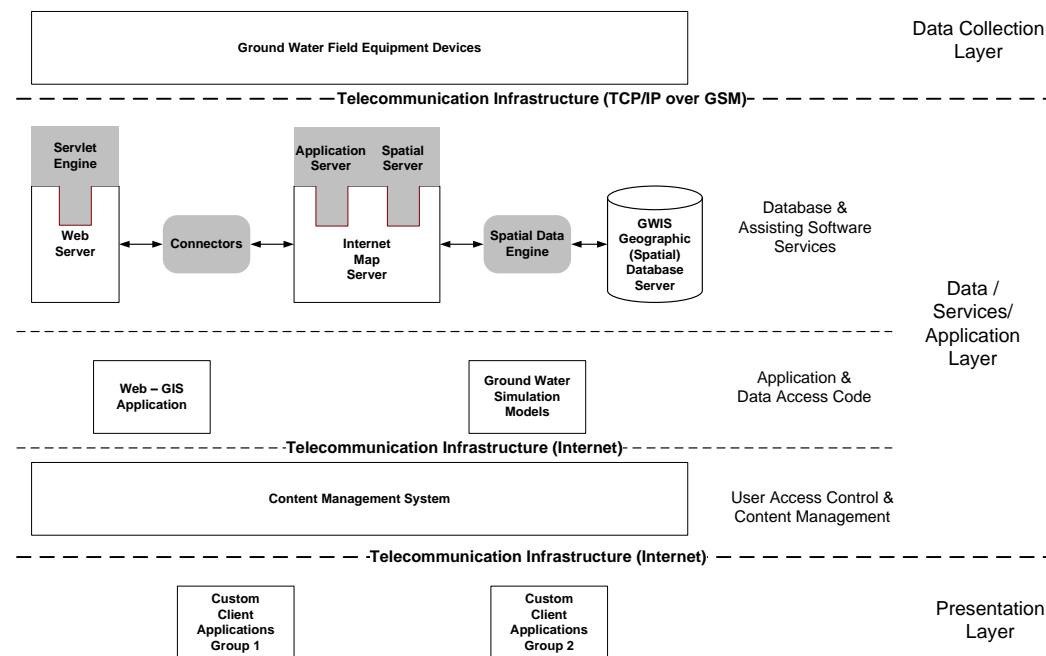 Ground Water Field Equipment Devices
Data Collection
Layer
Telecommunication Infrastructure (TCP/IP over GSM)
Servlet
Engine
Application
Server
Spatial
Server
Web
Server
Connectors
Internet
Map
Server
Spatial Data
Engine
GWIS
Geographic
(Spatial)
Database
Server
Database &
Assisting Software
Services
Data /
Services/
Application
Layer
Web – GIS
Application
Ground Water
Simulation
Models
Application &
Data Access Code
Telecommunication Infrastructure (Internet)
Content Management System
User Access Control &
Content Management
Telecommunication Infrastructure (Internet)
Custom
Client
Applications
Group 1
Custom
Client
Applications
Group 2
Presentation
Layer